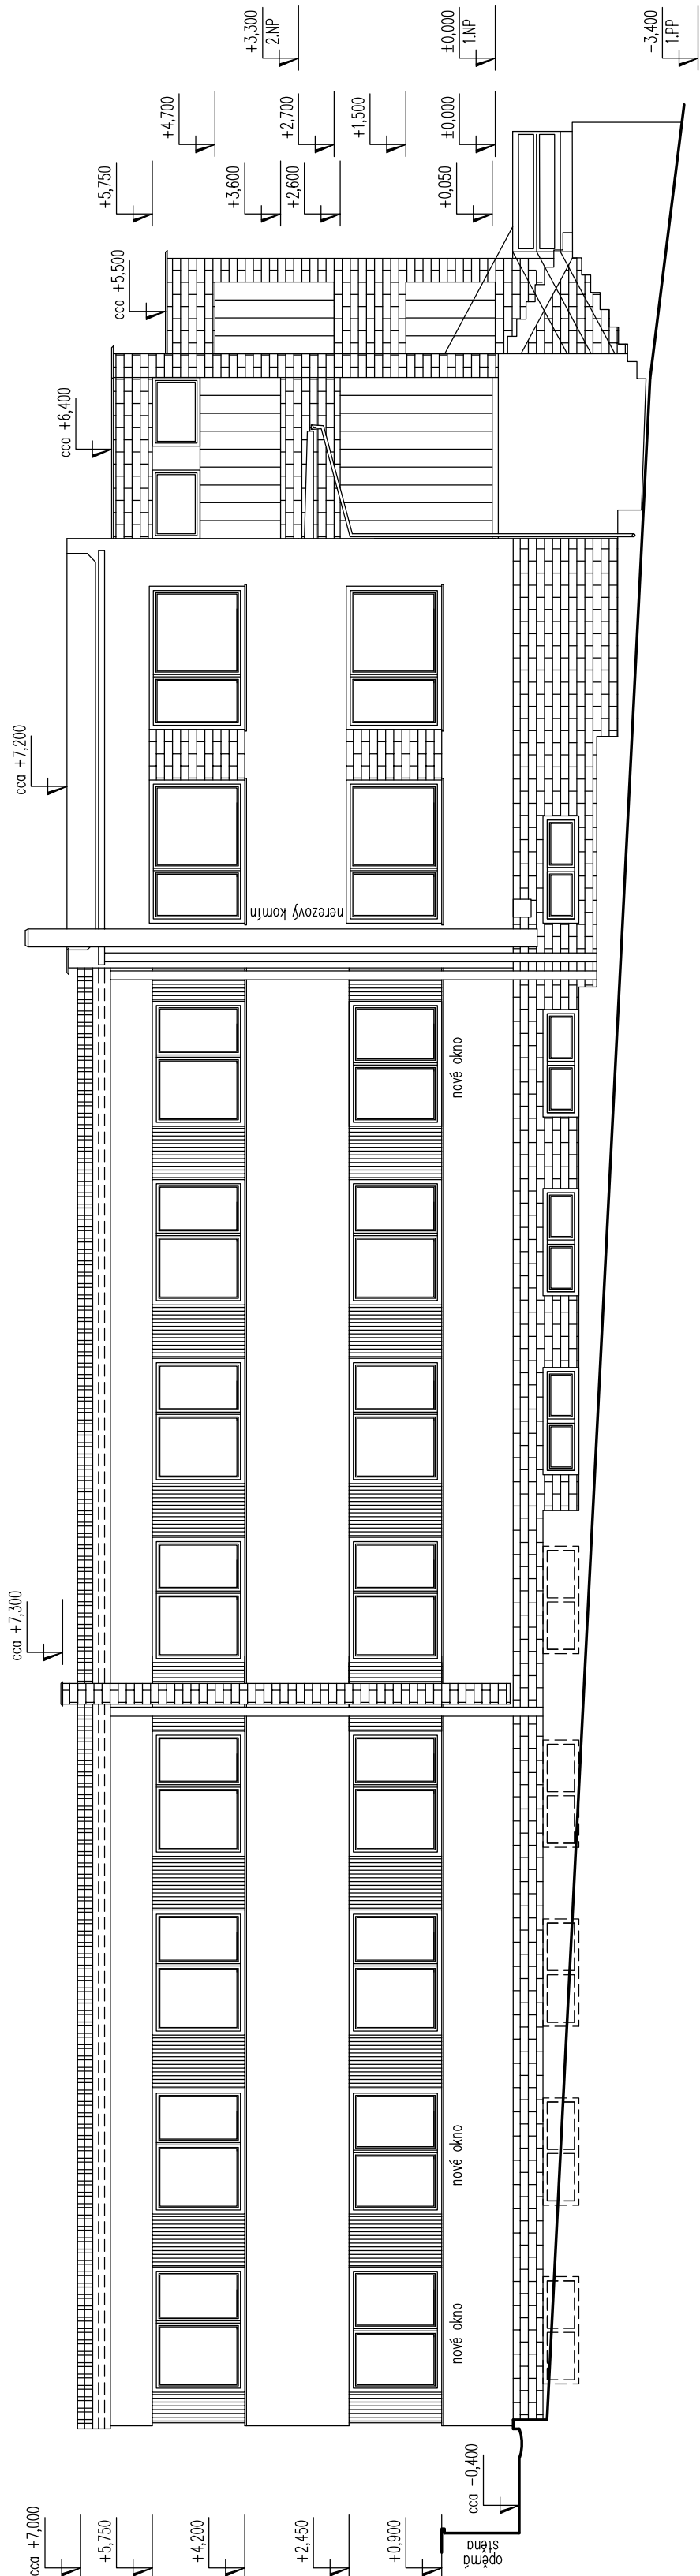 cca +7,000
+5,750
+4,200
+2,450
+0,900
opěrná
stěna
cca -0,400
nové okno
nové okno
cca +7,300
nové okno
nerezový komín
cca +7,200
cca +6,400
cca +5,500
+5,750
+3,600
+2,600
+0,050
+4,700
+2,700
+1,500
±0,000
+3,300
2.NP
±0,000
1.NP
-3,400
1.PP